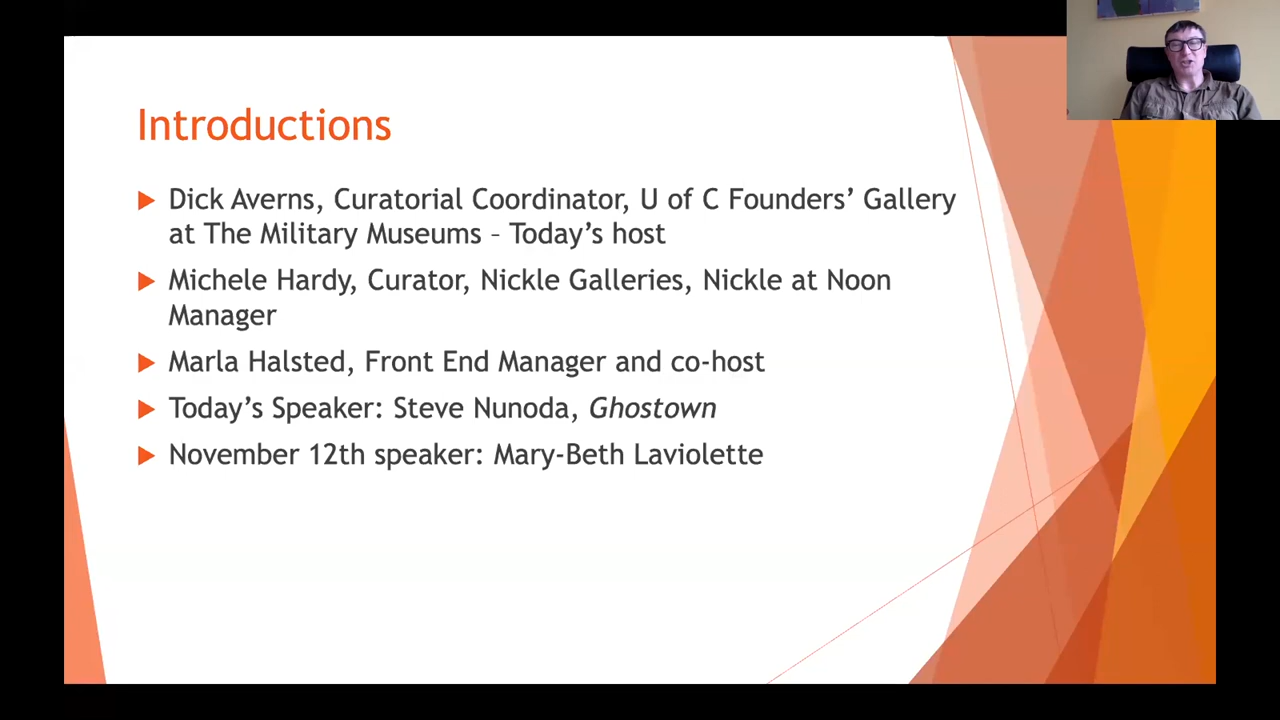 Introductions
Dick Averns, Curatorial Coordinator, U of C Founders’ Gallery
at The Military Museums – Today’s host
Michele Hardy, Curator, Nickle Galleries, Nickle at Noon
Manager
Marla Halsted, Front End Manager and co-host
Today’s Speaker: Steve Nunoda, Ghostown
November 12th speaker: Mary-Beth Laviolette